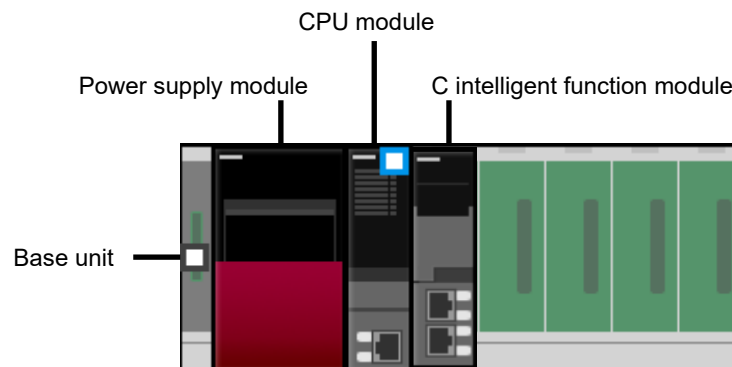 CPU module
Power supply module
C intelligent function module
Base unit